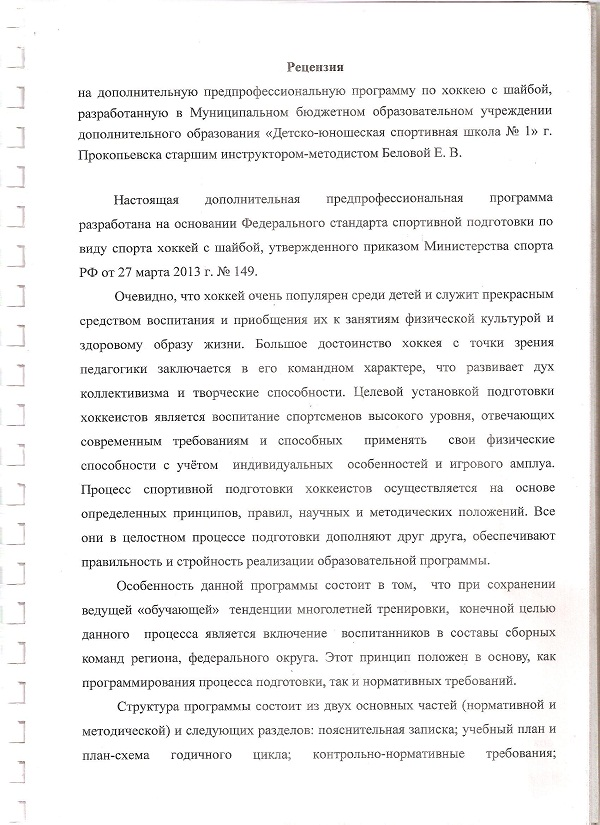 Рецензия
на дополнительную предпрофессиональную программу по хоккею с шайбой,
разработанную в Муниципальном бюджетном образовательном учреждении
дополнительного образования «Детско-юношеская спортивная школа № 1» г.
Прокопьевска старшим инструктором-методистом Беловой Е. В.
Настоящая дополнительная предпрофессиональная программа
разработана на основании Федерального стандарта спортивной подготовки по
виду спорта хоккей с шайбой, утвержденного приказом Министерства спорта
РФ от 27 марта 2013 г. № 149.
Очевидно, что хоккей очень популярен среди детей и служит прекрасным
средством воспитания и приобщения их к занятиям физической культурой и
здоровому образу жизни. Большое достоинство хоккея с точки зрения
педагогики заключается в его командном характере, что развивает дух
коллективизма и творческие способности. Целевой установкой подготовки
хоккеистов является воспитание спортсменов высокого уровня, отвечающих
современным требованиям и способных применять свои физические
способности с учётом индивидуальных особенностей и игрового амплуа.
Процесс спортивной подготовки хоккеистов осуществляется на основе
определенных принципов, правил, научных и методических положений. Все
они в целостном процессе подготовки дополняют друг друга, обеспечивают
правильность и стройность реализации образовательной программы.
Особенность данной программы состоит в том, что при сохранении
ведущей «обучающей» тенденции многолетней тренировки, конечной целью
данного процесса является включение воспитанников в составы сборных
команд региона, федерального округа. Этот принцип положен в основу, как
программирования процесса подготовки, так и нормативных требований.
Структура программы состоит из двух основных частей (нормативной и
методической) и следующих разделов: пояснительная записка; учебный план и
план-схема годичного цикла; контрольно-нормативные требования;